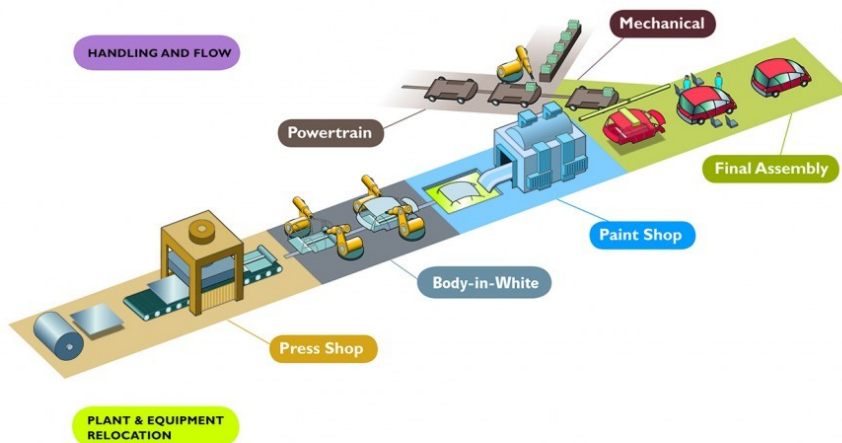 Mechanical
HANDLING AND FLOW
Powertrain
Final Assembly
Paint Shop
Body-in-White
Press Shop
PLANT & EQUIPMENT
RELOCATION